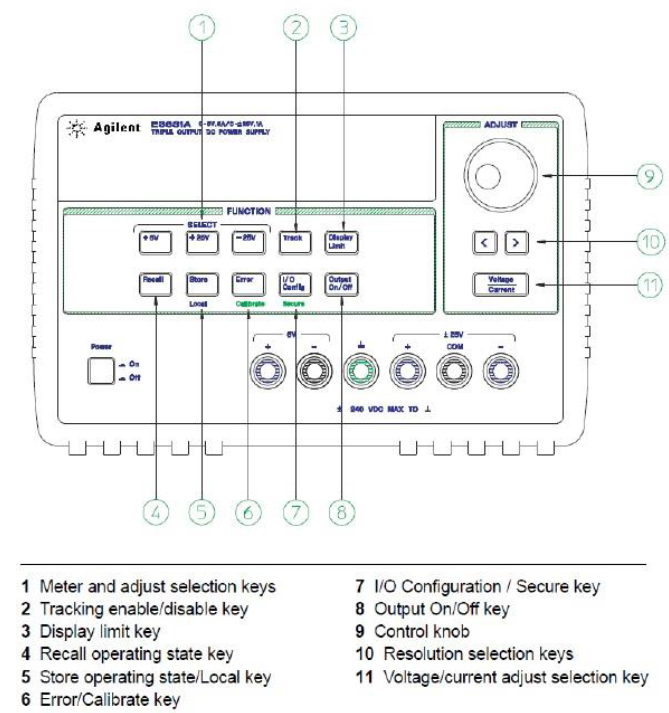 1 2 3
Agilent E3631A 0-6V,5A/0-±25V,1A
TRIPLE OUTPUT DC POWER SUPPLY
ADJUST
9
FUNCTION
SELECT
+6V +25V -25V Track Display Limit
< > 10
Recall Store Error I/O Config Output On/Off
Voltage Current 11
Local Calibrate Secure
Power
On
Off
6V ±25V
+ - + COM -
± 240 VDC MAX TO
4 5 6 7 8
1 Meter and adjust selection keys
2 Tracking enable/disable key
3 Display limit key
4 Recall operating state key
5 Store operating state/Local key
6 Error/Calibrate key
7 I/O Configuration / Secure key
8 Output On/Off key
9 Control knob
10 Resolution selection keys
11 Voltage/current adjust selection key